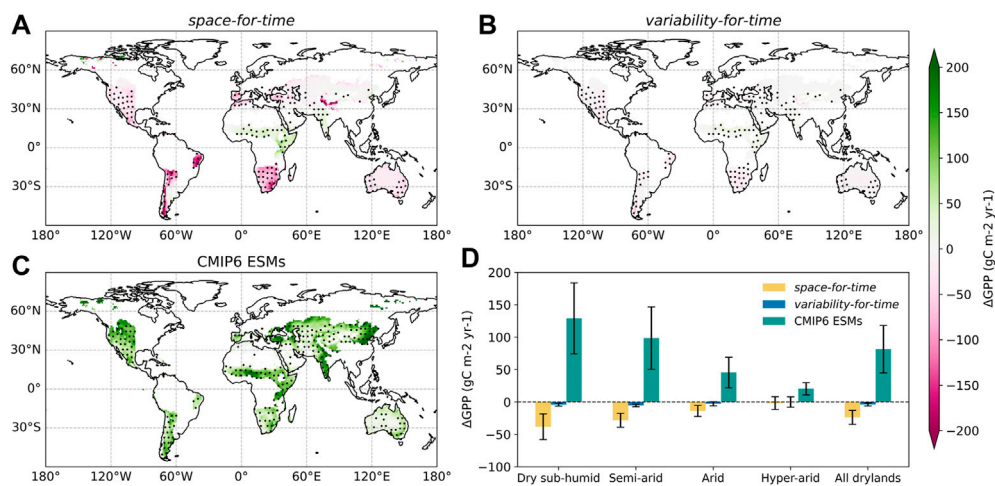 A
space-for-time
B
variability-for-time
60°N
30°N
0°
30°S
180°
120°W
60°W
0°
60°E
120°E
180°
60°N
30°N
0°
30°S
180°
120°W
60°W
0°
60°E
120°E
180°
200
150
100
50
0
−50
−100
−150
−200
ΔGPP (gC m-2 yr-1)
C
CMIP6 ESMs
60°N
30°N
0°
30°S
180°
120°W
60°W
0°
60°E
120°E
180°
D
ΔGPP (gC m-2 yr-1)
200
150
100
50
0
−50
−100
space-for-time
variability-for-time
CMIP6 ESMs
Dry sub-humid
Semi-arid
Arid
Hyper-arid
All drylands